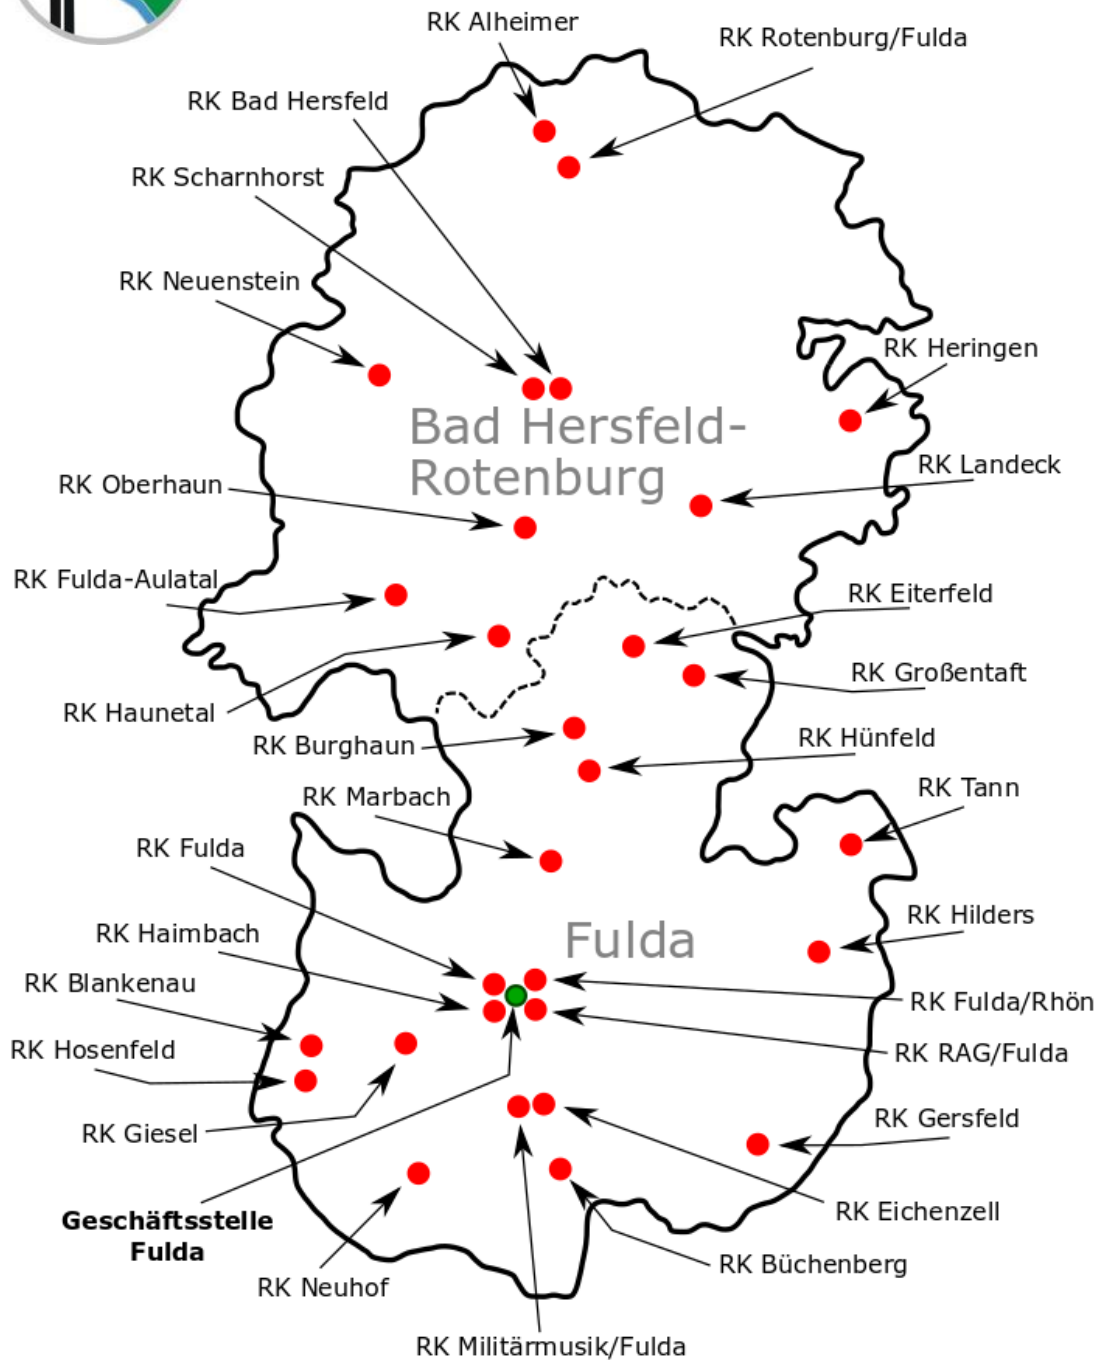 RK Alheimer
RK Rotenburg/Fulda
RK Bad Hersfeld
RK Scharnhorst
RK Neuenstein
RK Heringen
Bad Hersfeld-
Rotenburg
RK Landeck
RK Oberhaun
RK Fulda-Aulatal
RK Eiterfeld
RK Großentaft
RK Haunetal
RK Burghaun
RK Hünfeld
RK Tann
RK Marbach
RK Fulda
RK Hilders
RK Haimbach
Fulda
RK Blankenau
RK Fulda/Rhön
RK Hosenfeld
RK RAG/Fulda
RK Gersfeld
RK Giesel
RK Eichenzell
Geschäftsstelle
Fulda
RK Büchenberg
RK Neuhof
RK Militärmusik/Fulda